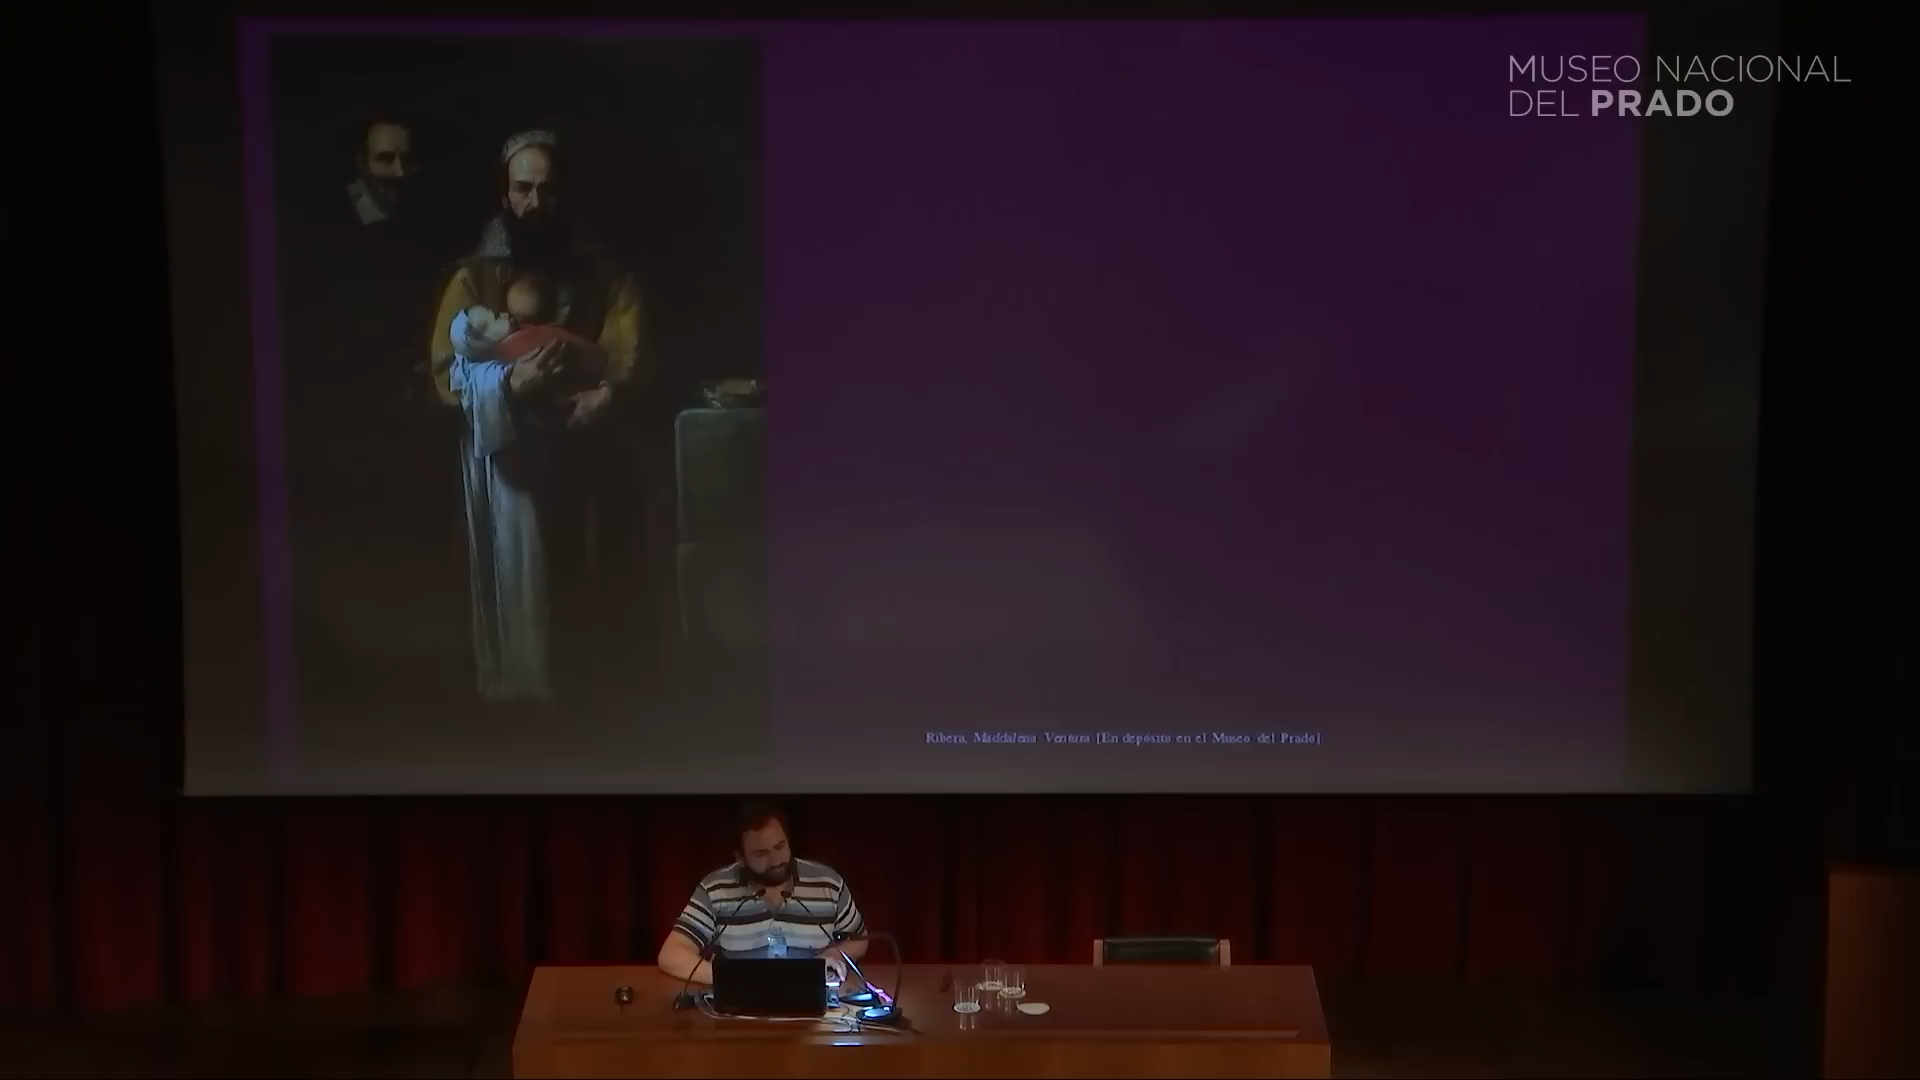 MUSEO NACIONAL
DEL PRADO
Ribera, Maddalena Ventura [En depósito en el Museo del Prado]